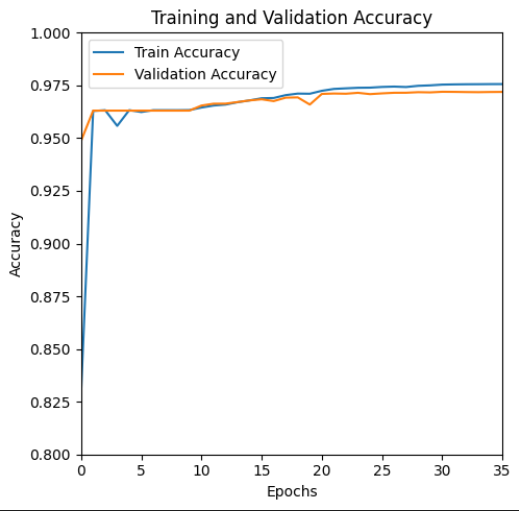 Training and Validation Accuracy
Train Accuracy
Validation Accuracy
1.000
0.975
0.950
0.925
0.900
0.875
0.850
0.825
0.800
Accuracy
0 5 10 15 20 25 30 35
Epochs